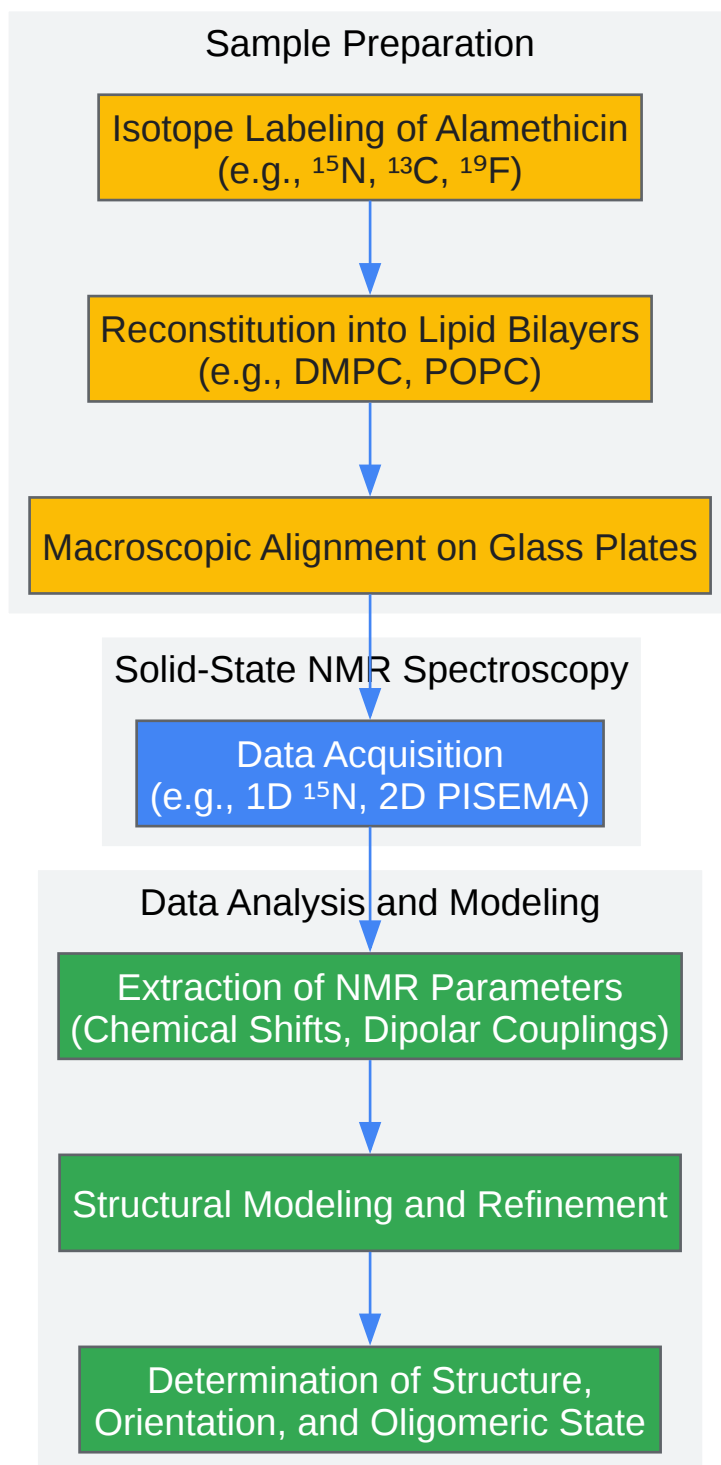 Sample Preparation
Isotope Labeling of Alamethicin
(e.g., ¹⁵N, ¹³C, ¹⁹F)
Reconstitution into Lipid Bilayers
(e.g., DMPC, POPC)
Macroscopic Alignment on Glass Plates
Solid-State NMR Spectroscopy
Data Acquisition
(e.g., 1D ¹⁵N, 2D PISEMA)
Data Analysis and Modeling
Extraction of NMR Parameters
(Chemical Shifts, Dipolar Couplings)
Structural Modeling and Refinement
Determination of Structure,
Orientation, and Oligomeric State